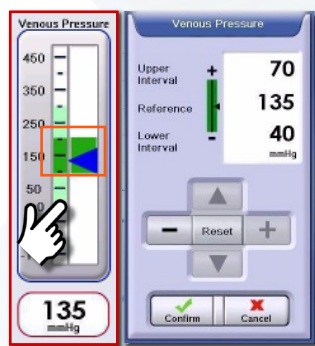 Venous Pressure
450
350
250
150
50
135
mmHg
Venous Pressure
Upper Interval + 70
Reference 135
Lower Interval - 40
mmHg
- Reset +
Confirm Cancel